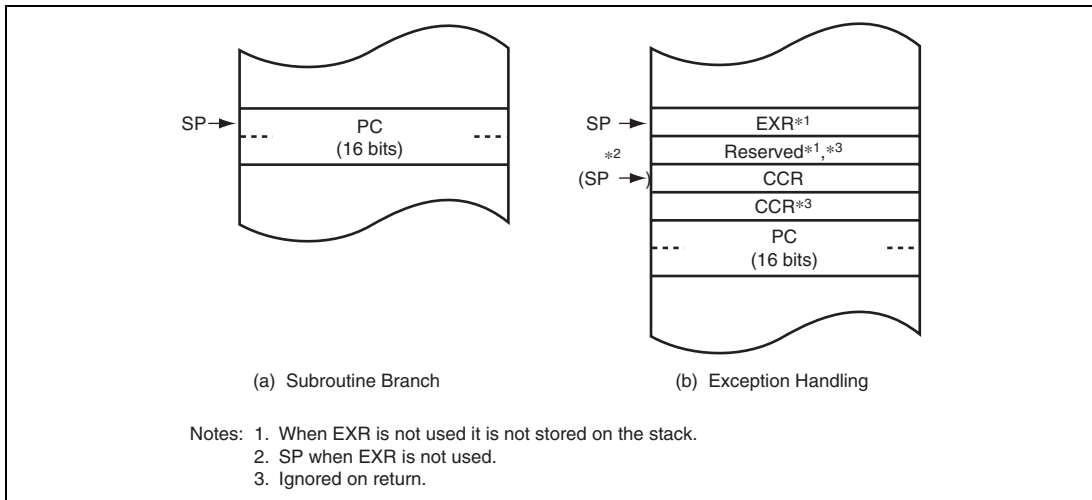 SP
PC
(16 bits)
(a) Subroutine Branch
SP
EXR*1
*2
Reserved*1,*3
(SP )
CCR
CCR*3
PC
(16 bits)
(b) Exception Handling
Notes: 1. When EXR is not used it is not stored on the stack.
2. SP when EXR is not used.
3. Ignored on return.